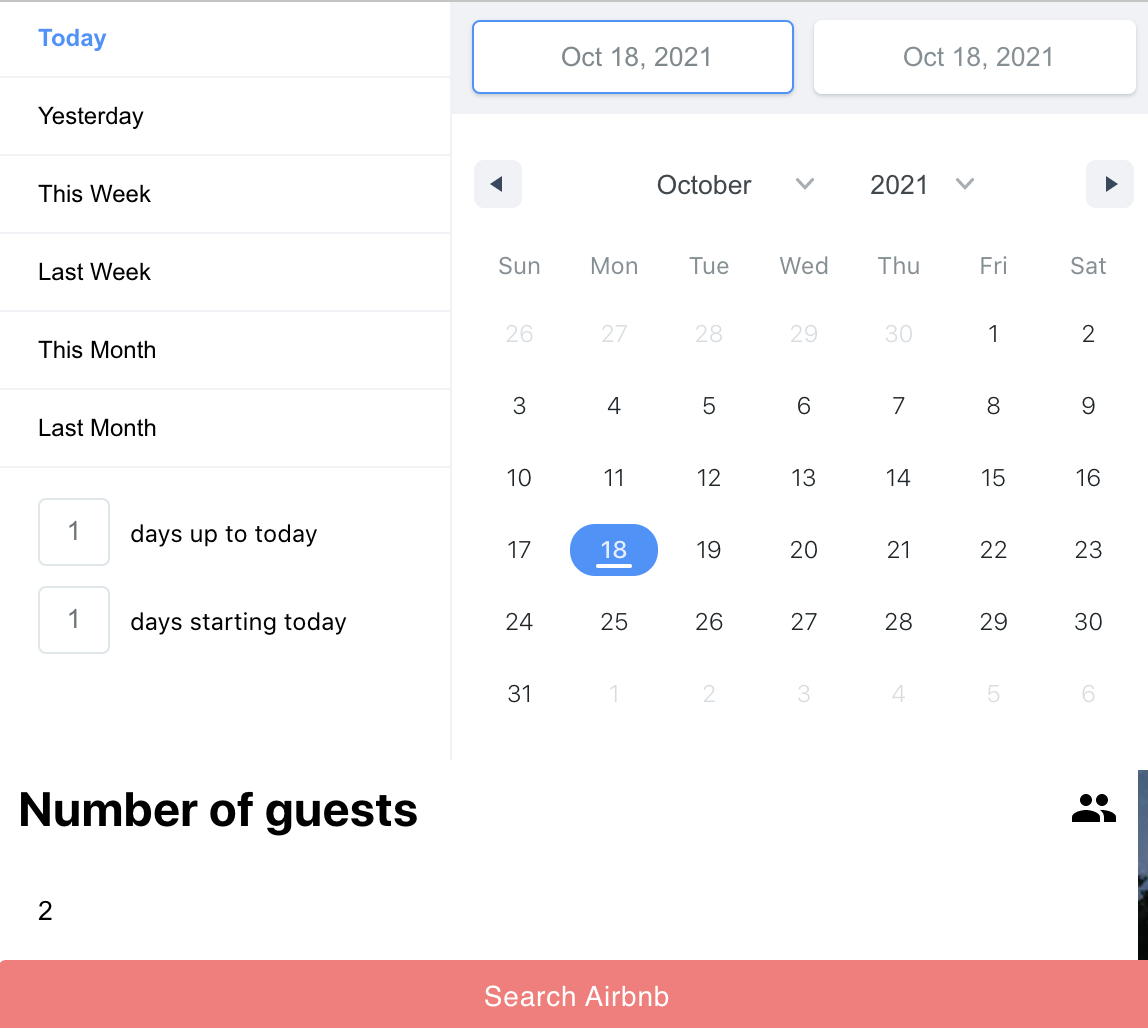 Today
Yesterday
This Week
Last Week
This Month
Last Month
1 days up to today
1 days starting today
Oct 18, 2021 Oct 18, 2021
October 2021
Sun Mon Tue Wed Thu Fri Sat
26 27 28 29 30 1 2
3 4 5 6 7 8 9
10 11 12 13 14 15 16
17 18 19 20 21 22 23
24 25 26 27 28 29 30
31 1 2 3 4 5 6
Number of guests
2
Search Airbnb